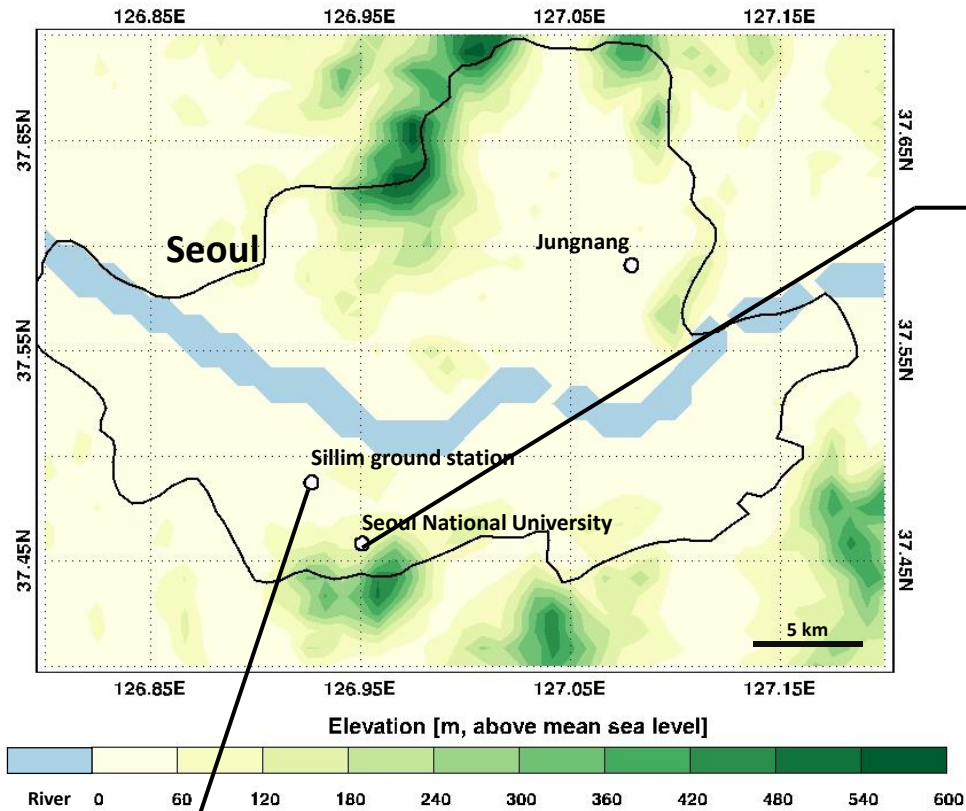 126.85E 126.95E 127.05E 127.15E
37.65N
37.65N
Jungnang
Seoul
37.55N
37.55N
Sillim ground station
Seoul National University
37.45N
37.45N
5 km
126.85E 126.95E 127.05E 127.15E
Elevation [m, above mean sea level]
River 0 60 120 180 240 300 360 420 480 540 600